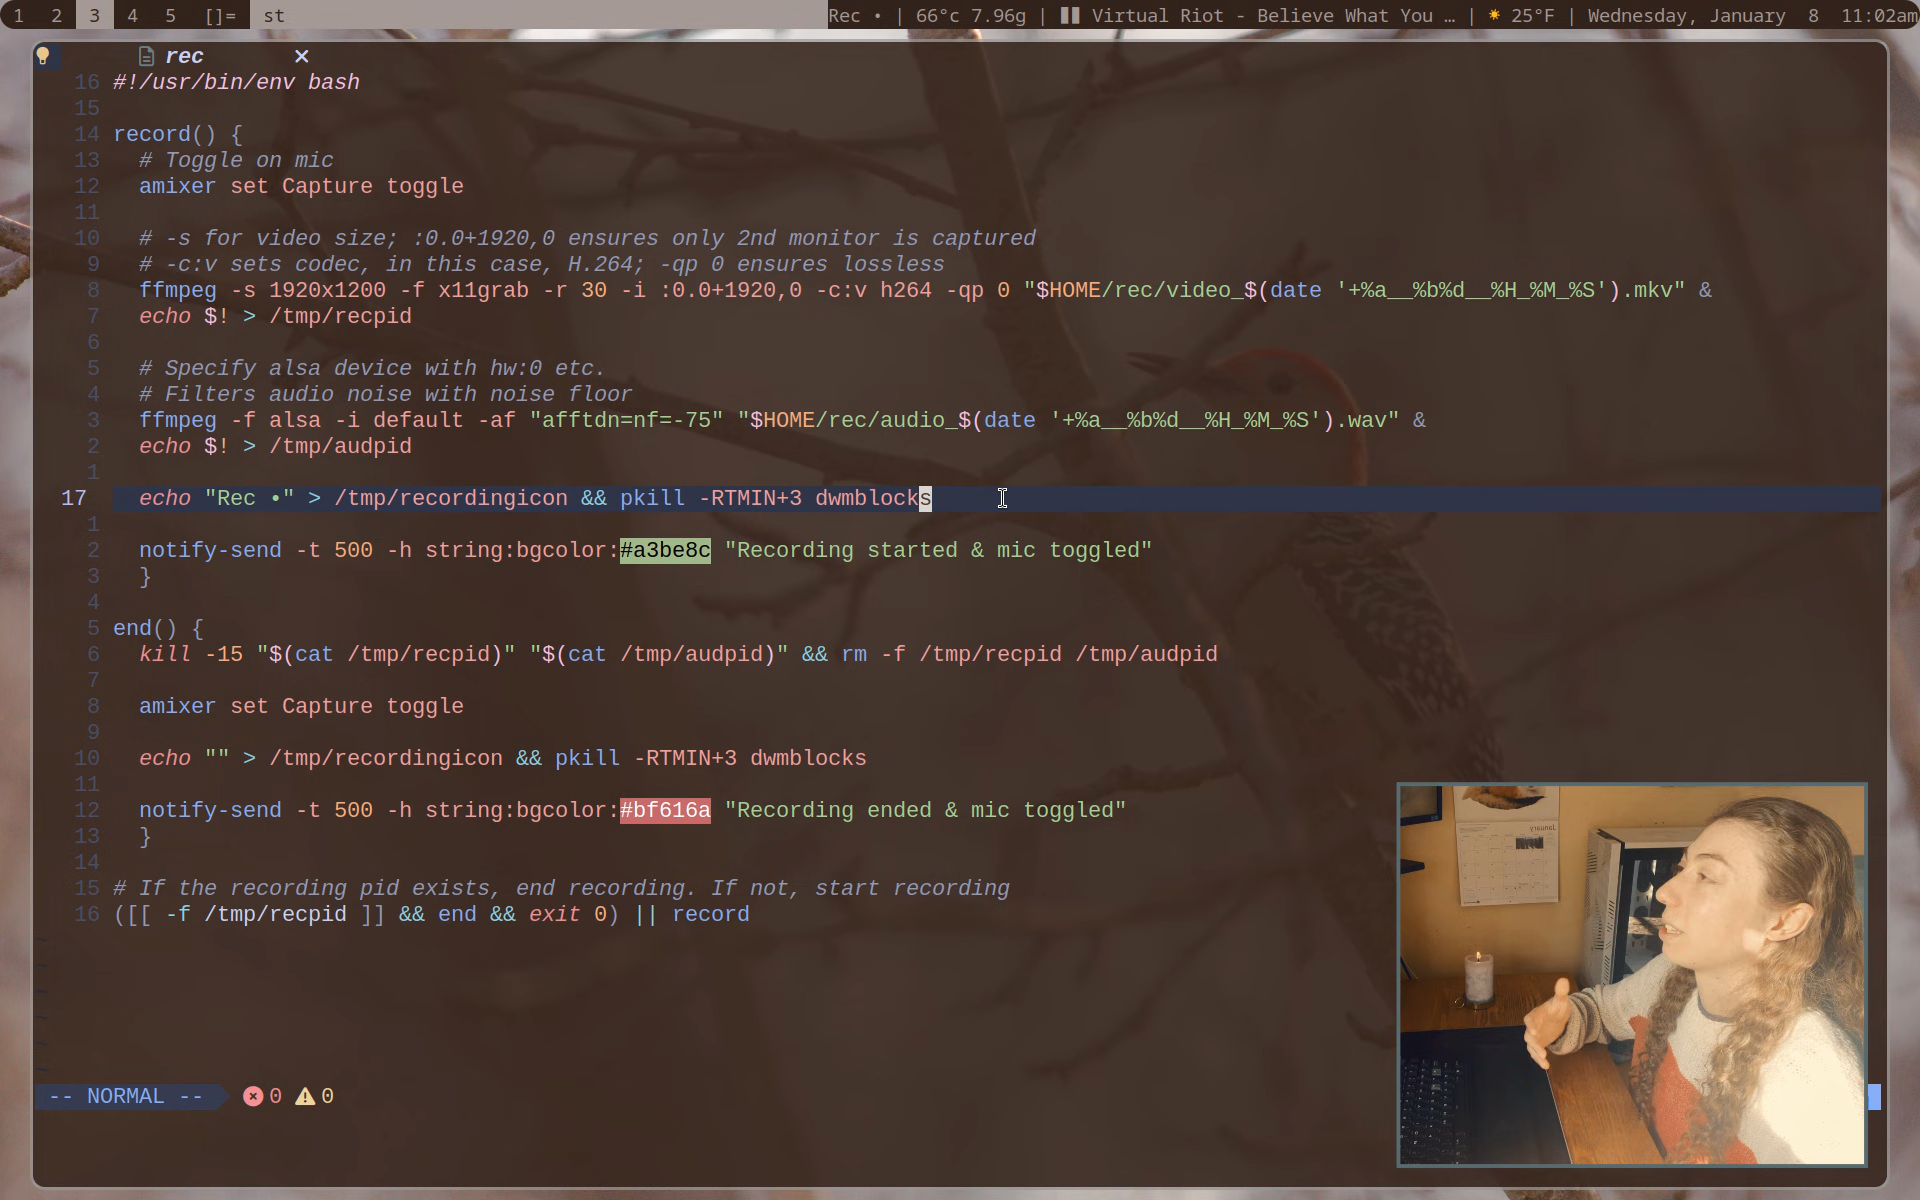 1 2 3 4 5 []= st Rec • | 66°c 7.96g | Virtual Riot - Believe What You … | 25°F | Wednesday, January 8 11:02am
rec ✕
16 #!/usr/bin/env bash
15
14 record() {
13 # Toggle on mic
12 amixer set Capture toggle
11
10 # -s for video size; :0.0+1920,0 ensures only 2nd monitor is captured
9 # -c:v sets codec, in this case, H.264; -qp 0 ensures lossless
8 ffmpeg -s 1920x1200 -f x11grab -r 30 -i :0.0+1920,0 -c:v h264 -qp 0 "$HOME/rec/video_$(date '+%a__%b%d__%H_%M_%S').mkv" &
7 echo $! > /tmp/recpid
6
5 # Specify alsa device with hw:0 etc.
4 # Filters audio noise with noise floor
3 ffmpeg -f alsa -i default -af "afftdn=nf=-75" "$HOME/rec/audio_$(date '+%a__%b%d__%H_%M_%S').wav" &
2 echo $! > /tmp/audpid
1
17 echo "Rec •" > /tmp/recordingicon && pkill -RTMIN+3 dwmblocks
1
2 notify-send -t 500 -h string:bgcolor:#a3be8c "Recording started & mic toggled"
3 }
4
5 end() {
6 kill -15 "$(cat /tmp/recpid)" "$(cat /tmp/audpid)" && rm -f /tmp/recpid /tmp/audpid
7
8 amixer set Capture toggle
9
10 echo "" > /tmp/recordingicon && pkill -RTMIN+3 dwmblocks
11
12 notify-send -t 500 -h string:bgcolor:#bf616a "Recording ended & mic toggled"
13 }
14
15 # If the recording pid exists, end recording. If not, start recording
16 ([[ -f /tmp/recpid ]] && end && exit 0) || record
~
~
~
~
~
~
-- NORMAL -- 0 0